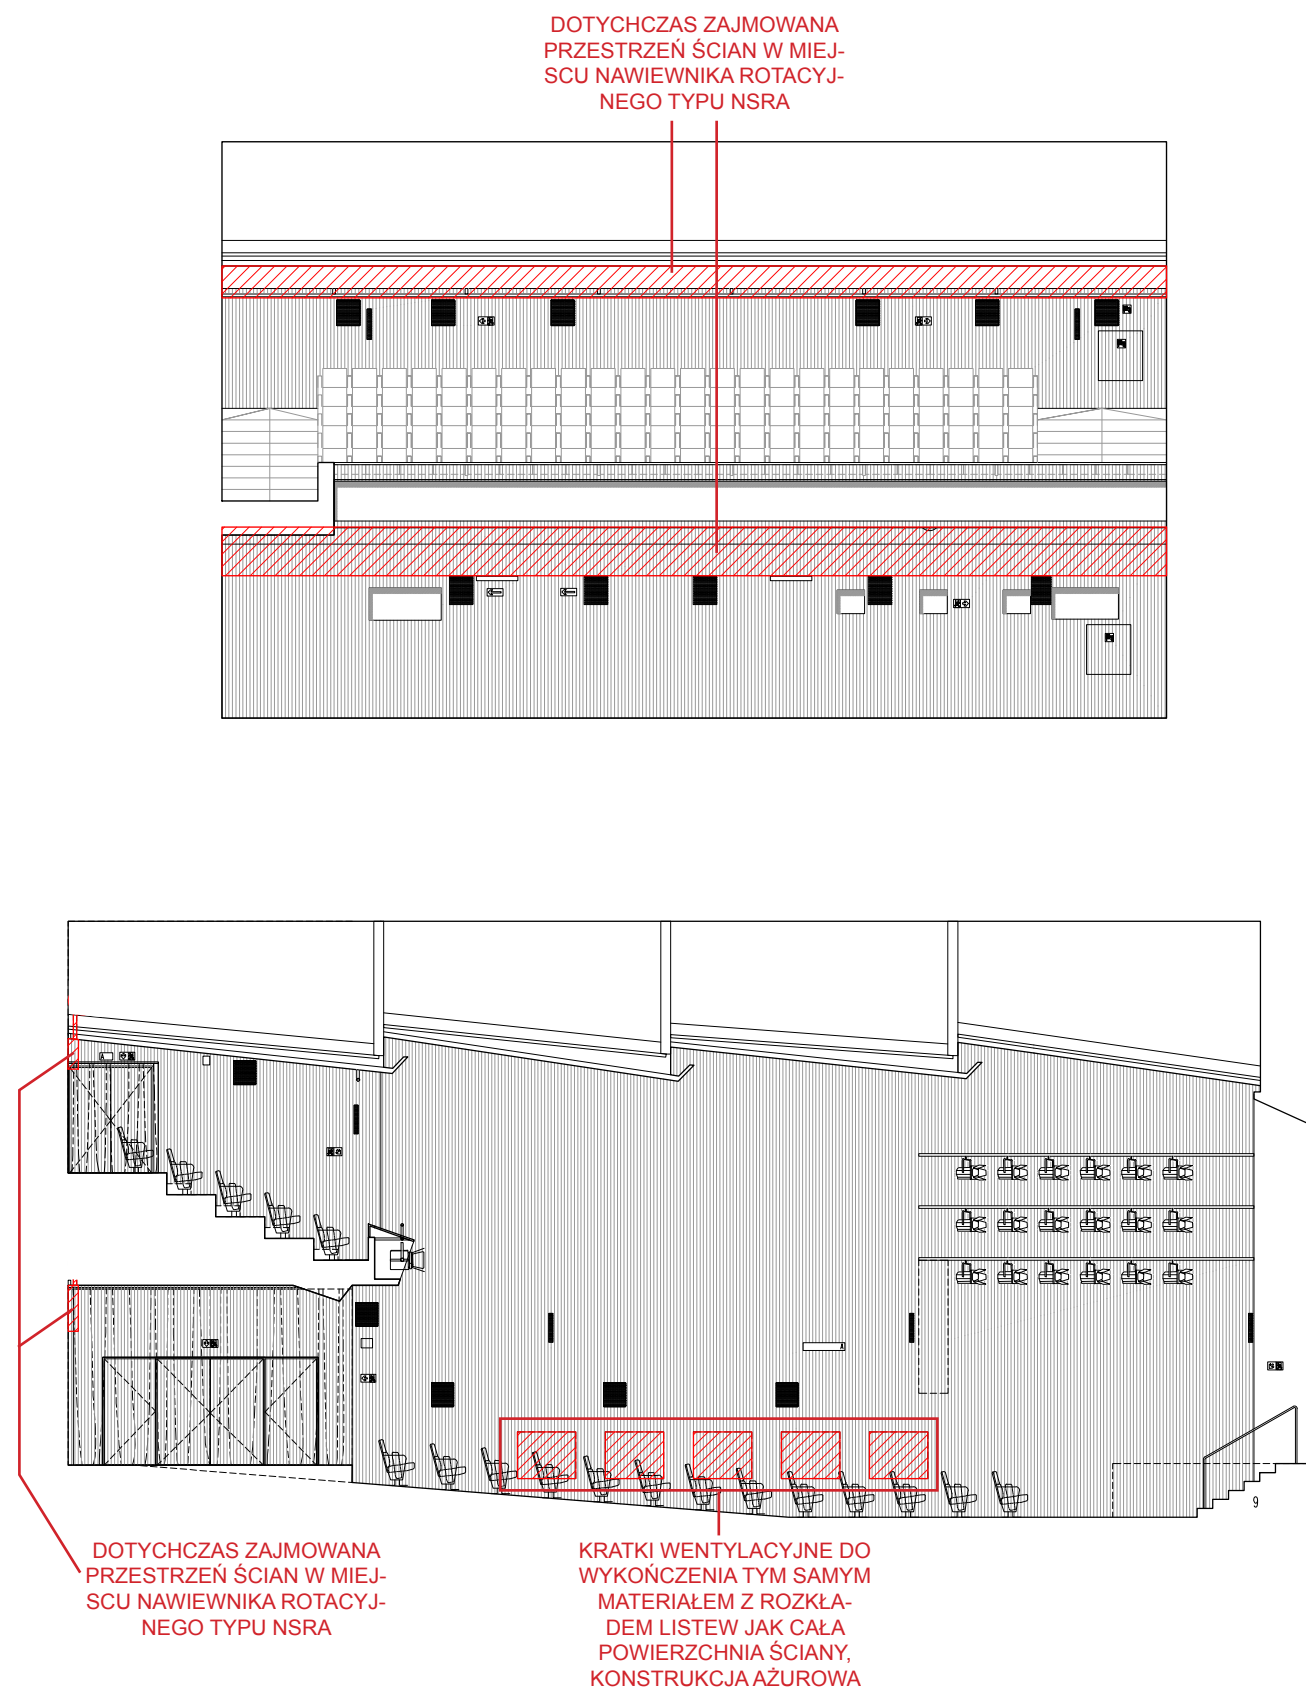 DOTYCHCZAS ZAJMOWANA
PRZESTRZEŃ ŚCIAN W MIEJ-
SCU NAWIEWNIKA ROTACYJ-
NEGO TYPU NSRA
A
A
9
DOTYCHCZAS ZAJMOWANA
PRZESTRZEŃ ŚCIAN W MIEJ-
SCU NAWIEWNIKA ROTACYJ-
NEGO TYPU NSRA
KRATKI WENTYLACYJNE DO
WYKOŃCZENIA TYM SAMYM
MATERIAŁEM Z ROZKŁA-
DEM LISTEW JAK CAŁA
POWIERZCHNIA ŚCIANY,
KONSTRUKCJA AŻUROWA